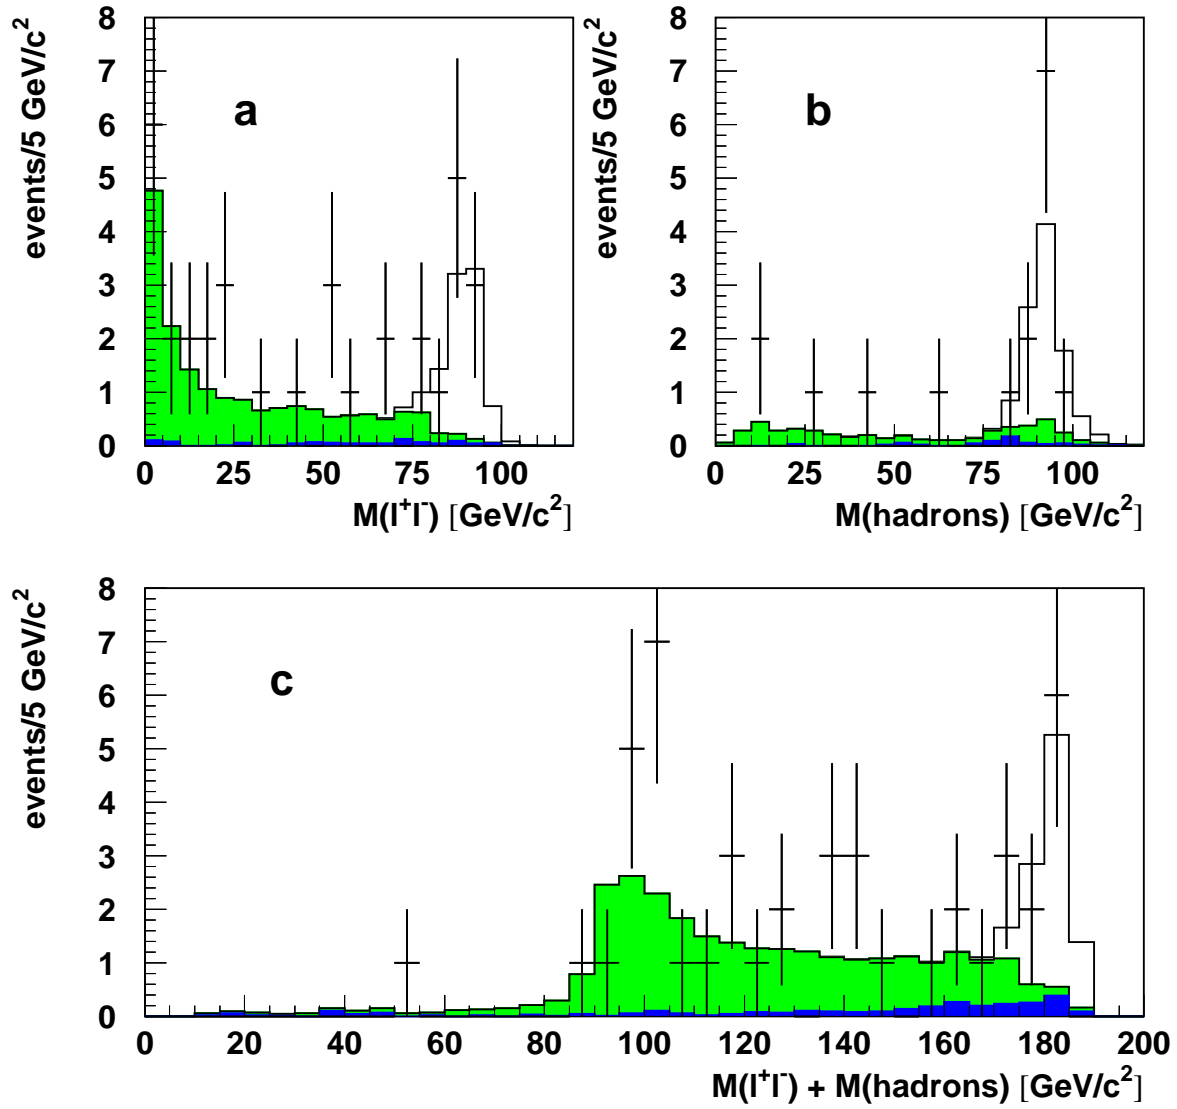 events/5 GeV/c²
a
8
7
6
5
4
3
2
1
0
0 25 50 75 100
M(l⁺l⁻) [GeV/c²]
events/5 GeV/c²
b
8
7
6
5
4
3
2
1
0
0 25 50 75 100
M(hadrons) [GeV/c²]
events/5 GeV/c²
c
8
7
6
5
4
3
2
1
0
0 20 40 60 80 100 120 140 160 180 200
M(l⁺l⁻) + M(hadrons) [GeV/c²]